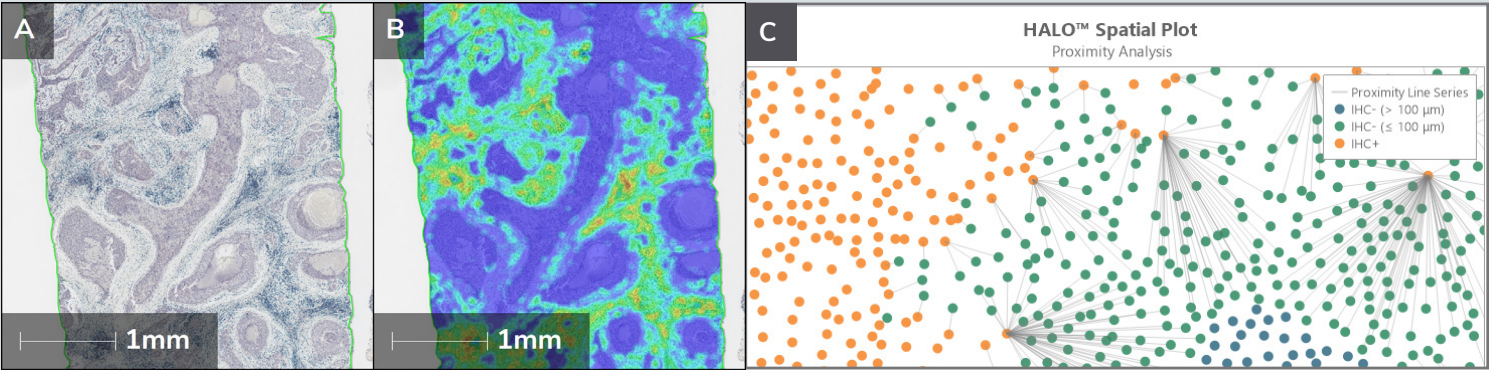 A
1mm
B
1mm
C
HALO™ Spatial Plot
Proximity Analysis
Proximity Line Series
IHC- (> 100 µm)
IHC- (≤ 100 µm)
IHC+